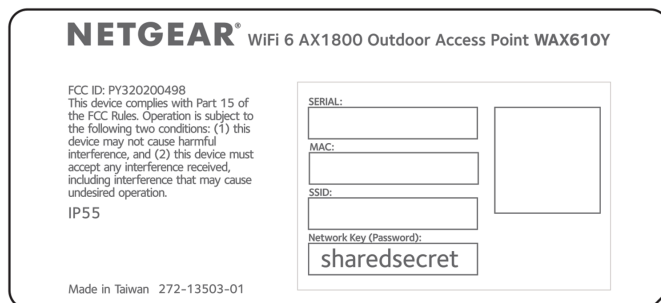 NETGEAR® WiFi 6 AX1800 Outdoor Access Point WAX610Y
FCC ID: PY320200498
This device complies with Part 15 of
the FCC Rules. Operation is subject to
the following two conditions: (1) this
device may not cause harmful
interference, and (2) this device must
accept any interference received,
including interference that may cause
undesired operation.
IP55
Made in Taiwan 272-13503-01
SERIAL:
MAC:
SSID:
Network Key (Password):
sharedsecret